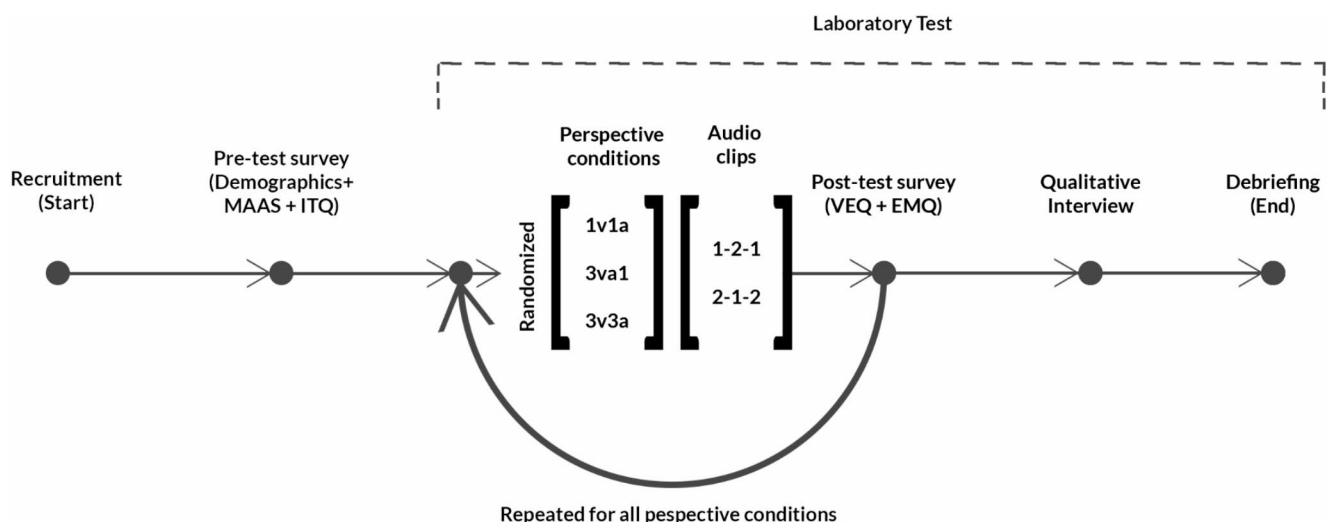 Laboratory Test
Recruitment
(Start)
Pre-test survey
(Demographics+
MAAS + ITQ)
Randomized
Perspective
conditions
1v1a
3va1
3v3a
Audio
clips
1-2-1
2-1-2
Post-test survey
(VEQ + EMQ)
Qualitative
Interview
Debriefing
(End)
Repeated for all pespective conditions